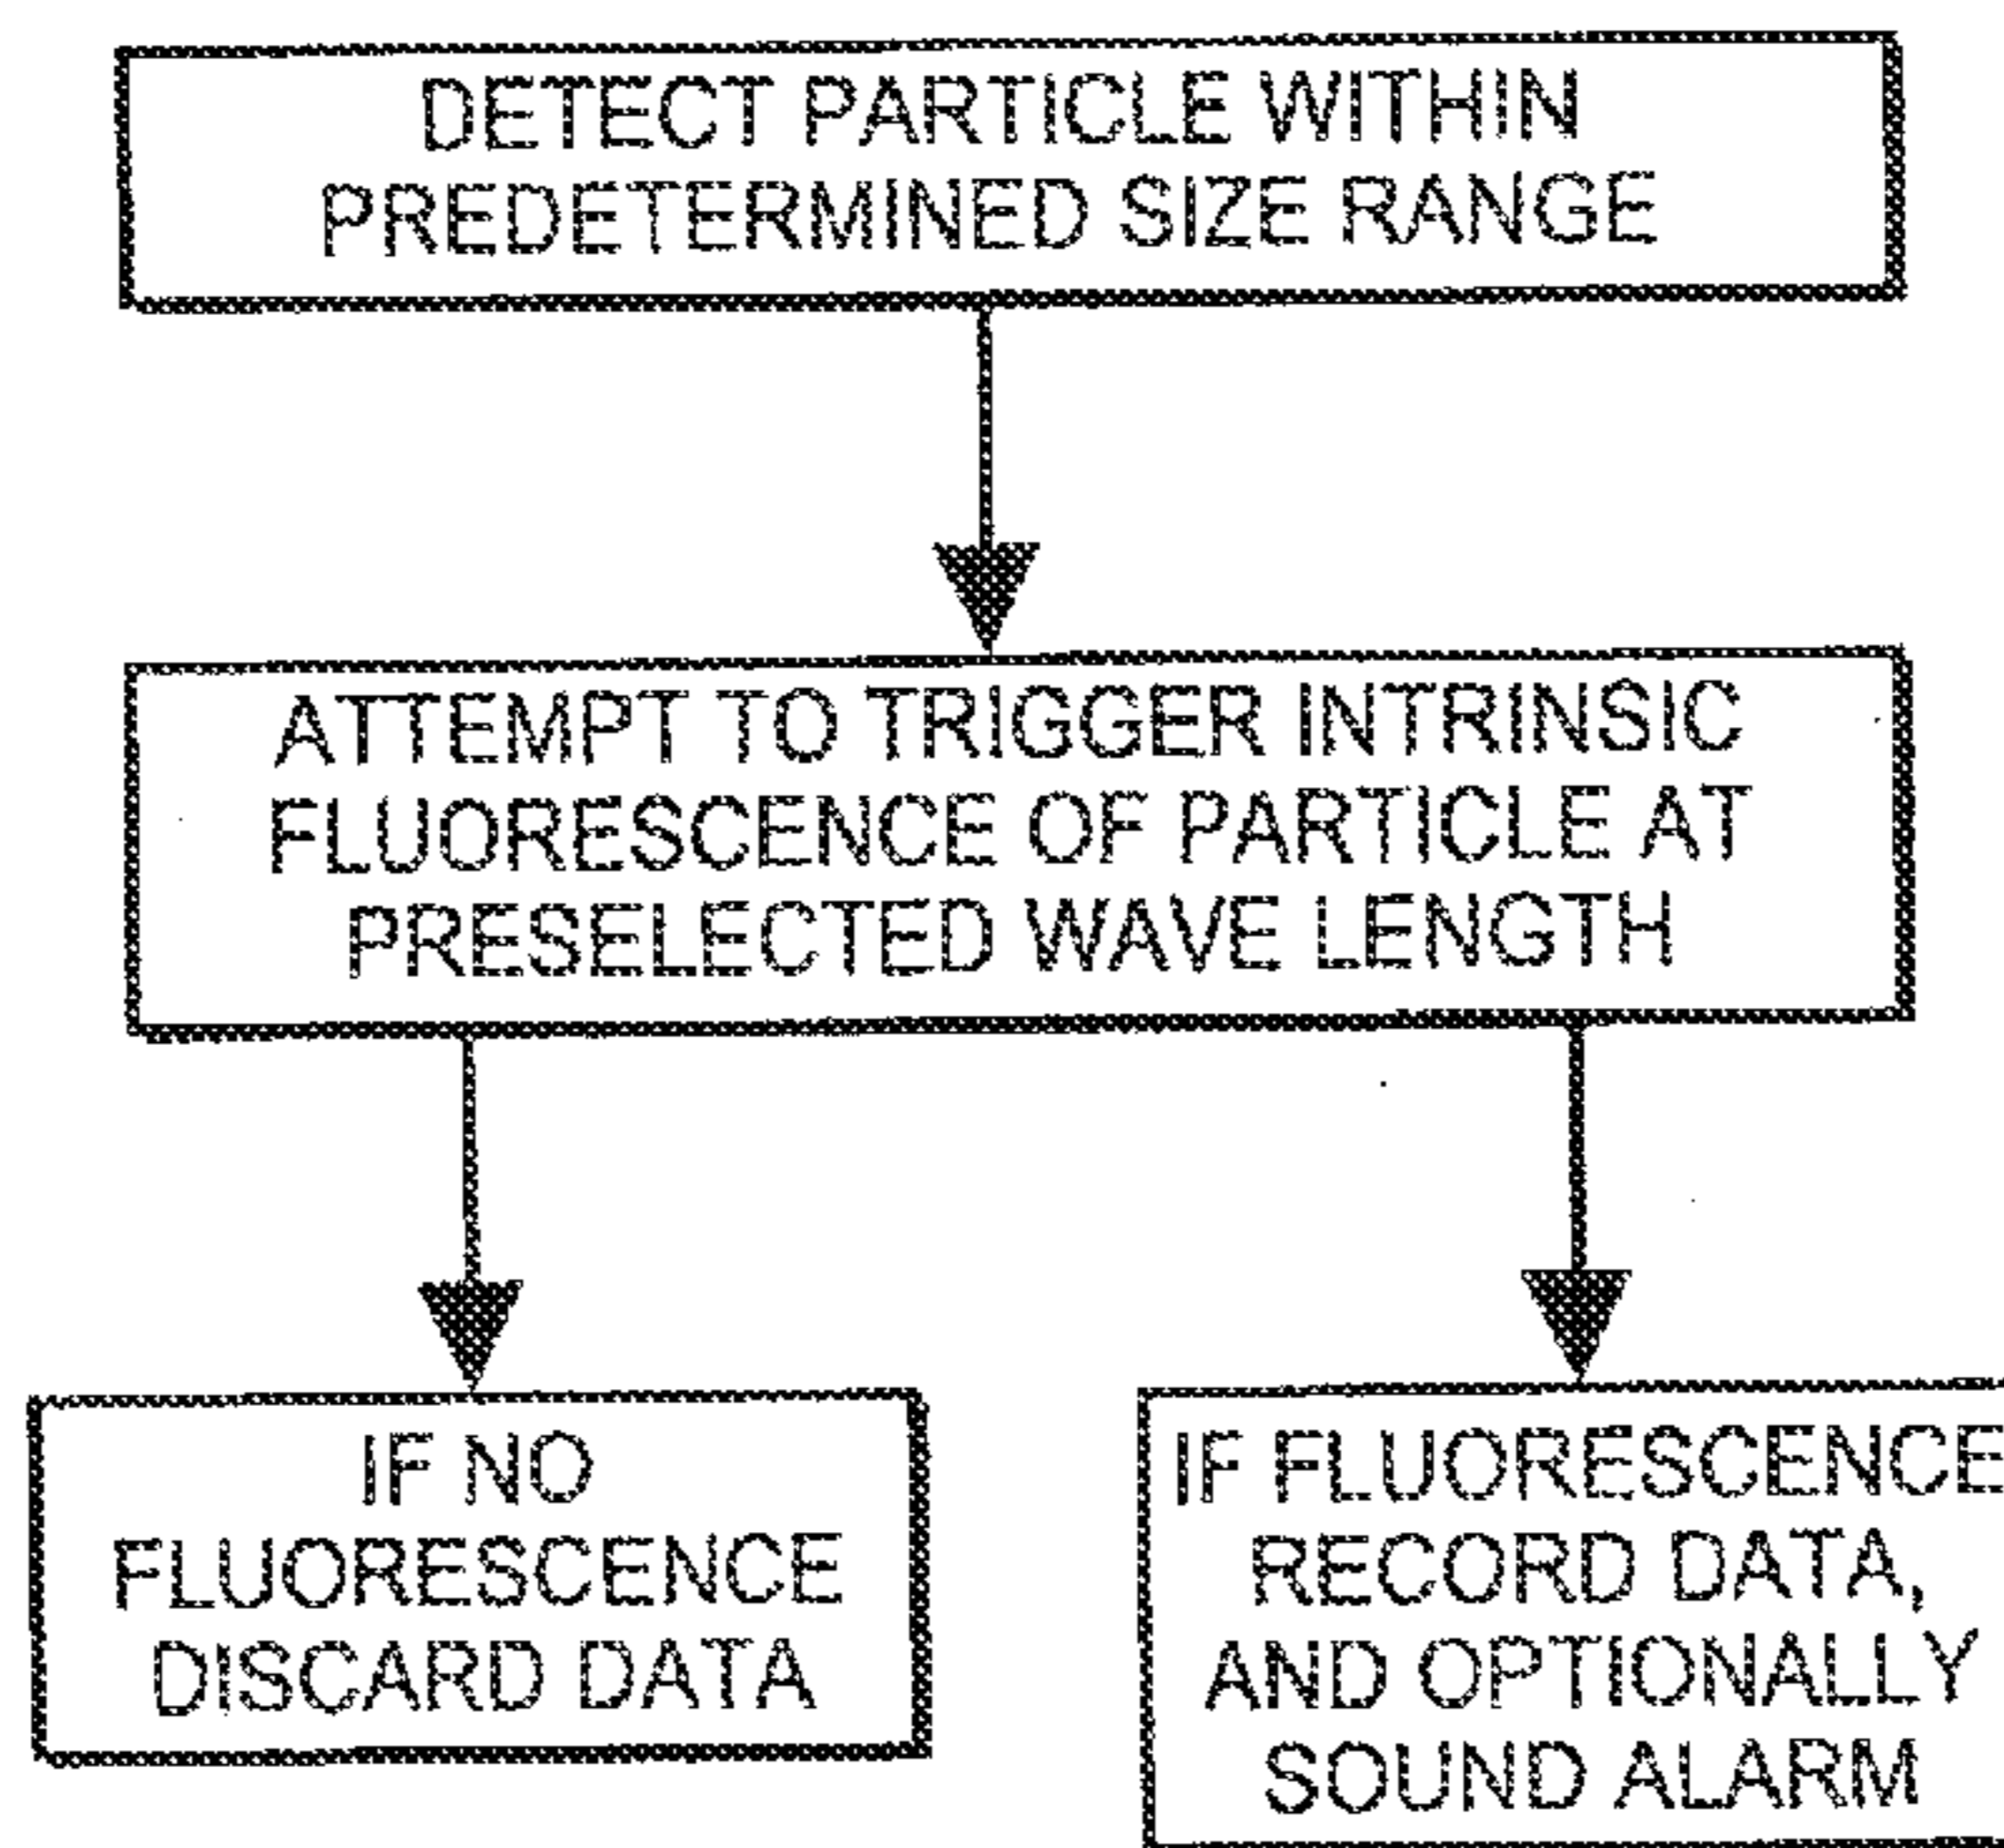 DETECT PARTICLE WITHIN
PREDETERMINED SIZE RANGE
ATTEMPT TO TRIGGER INTRINSIC
FLUORESCENCE OF PARTICLE AT
PRESELECTED WAVE LENGTH
IF NO
FLUORESCENCE
DISCARD DATA
IF FLUORESCENCE
RECORD DATA,
AND OPTIONALLY
SOUND ALARM